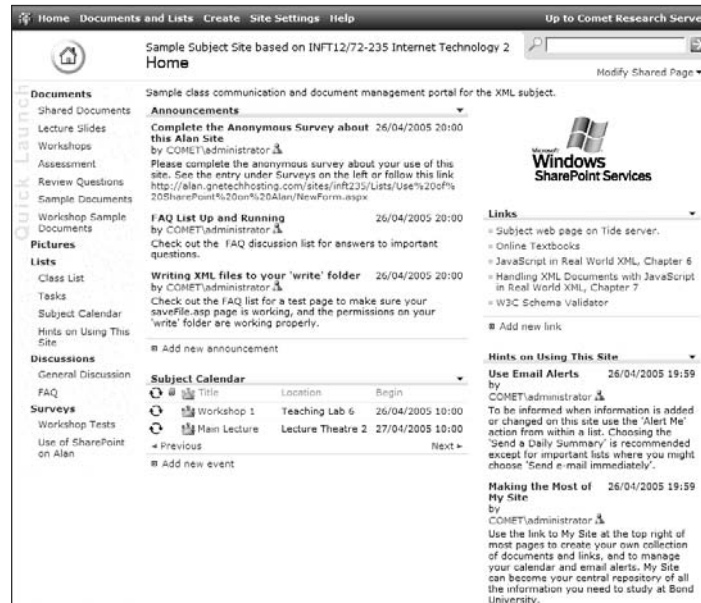 Home Documents and Lists Create Site Settings Help
Up to Comet Research Serve
Sample Subject Site based on INFT12/72-235 Internet Technology 2
Home
Modify Shared Page
Quick Launch
Documents
Shared Documents
Lecture Slides
Workshops
Assessment
Review Questions
Sample Documents
Workshop Sample
Documents
Pictures
Lists
Class List
Tasks
Subject Calendar
Hints on Using This
Site
Discussions
General Discussion
FAQ
Surveys
Workshop Tests
Use of SharePoint
on Alan
Sample class communication and document management portal for the XML subject.
Announcements
Complete the Anonymous Survey about 26/04/2005 20:00
this Alan Site
by COMET\administrator
Please complete the anonymous survey about your use of this
site. See the entry under Surveys on the left or follow this link
http://alan.gnetechhosting.com/sites/inft235/Lists/Use%20of%
20SharePoint%20on%20Alan/NewForm.aspx
FAQ List Up and Running 26/04/2005 20:00
by COMET\administrator
Check out the FAQ discussion list for answers to important
questions.
Writing XML files to your 'write' folder 26/04/2005 20:00
by COMET\administrator
Check out the FAQ list for a test page to make sure your
saveFile.asp page is working, and the permissions on your
'write' folder are working properly.
Add new announcement
Subject Calendar
Title Location Begin
Workshop 1 Teaching Lab 6 26/04/2005 10:00
Main Lecture Lecture Theatre 2 27/04/2005 10:00
Previous Next
Add new event
Microsoft
Windows
SharePoint Services
Links
Subject web page on Tide server.
Online Textbooks
JavaScript in Real World XML, Chapter 6
Handling XML Documents with JavaScript
in Real World XML, Chapter 7
W3C Schema Validator
Add new link
Hints on Using This Site
Use Email Alerts 26/04/2005 19:59
by
COMET\administrator
To be informed when information is added
or changed on this site use the 'Alert Me'
action from within a list. Choosing the
'Send a Daily Summary' is recommended
except for important lists where you might
choose 'Send e-mail immediately'.
Making the Most of 26/04/2005 19:59
My Site
by
COMET\administrator
Use the link to My Site at the top right of
most pages to create your own collection
of documents and links, and to manage
your calendar and email alerts. My Site
can become your central repository of all
the information you need to study at Bond
University.